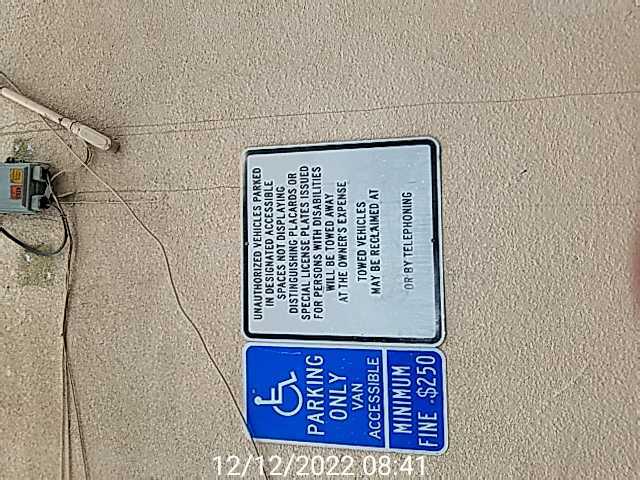 UNAUTHORIZED VEHICLES PARKED
IN DESIGNATED ACCESSIBLE
SPACES NOT DISPLAYING
DISTINGUISHING PLACARDS OR
SPECIAL LICENSE PLATES ISSUED
FOR PERSONS WITH DISABILITIES
WILL BE TOWED AWAY
AT THE OWNER'S EXPENSE
TOWED VEHICLES
MAY BE RECLAIMED AT
OR BY TELEPHONING
PARKING
ONLY
VAN
ACCESSIBLE
MINIMUM
FINE $250
12/12/2022 08:41